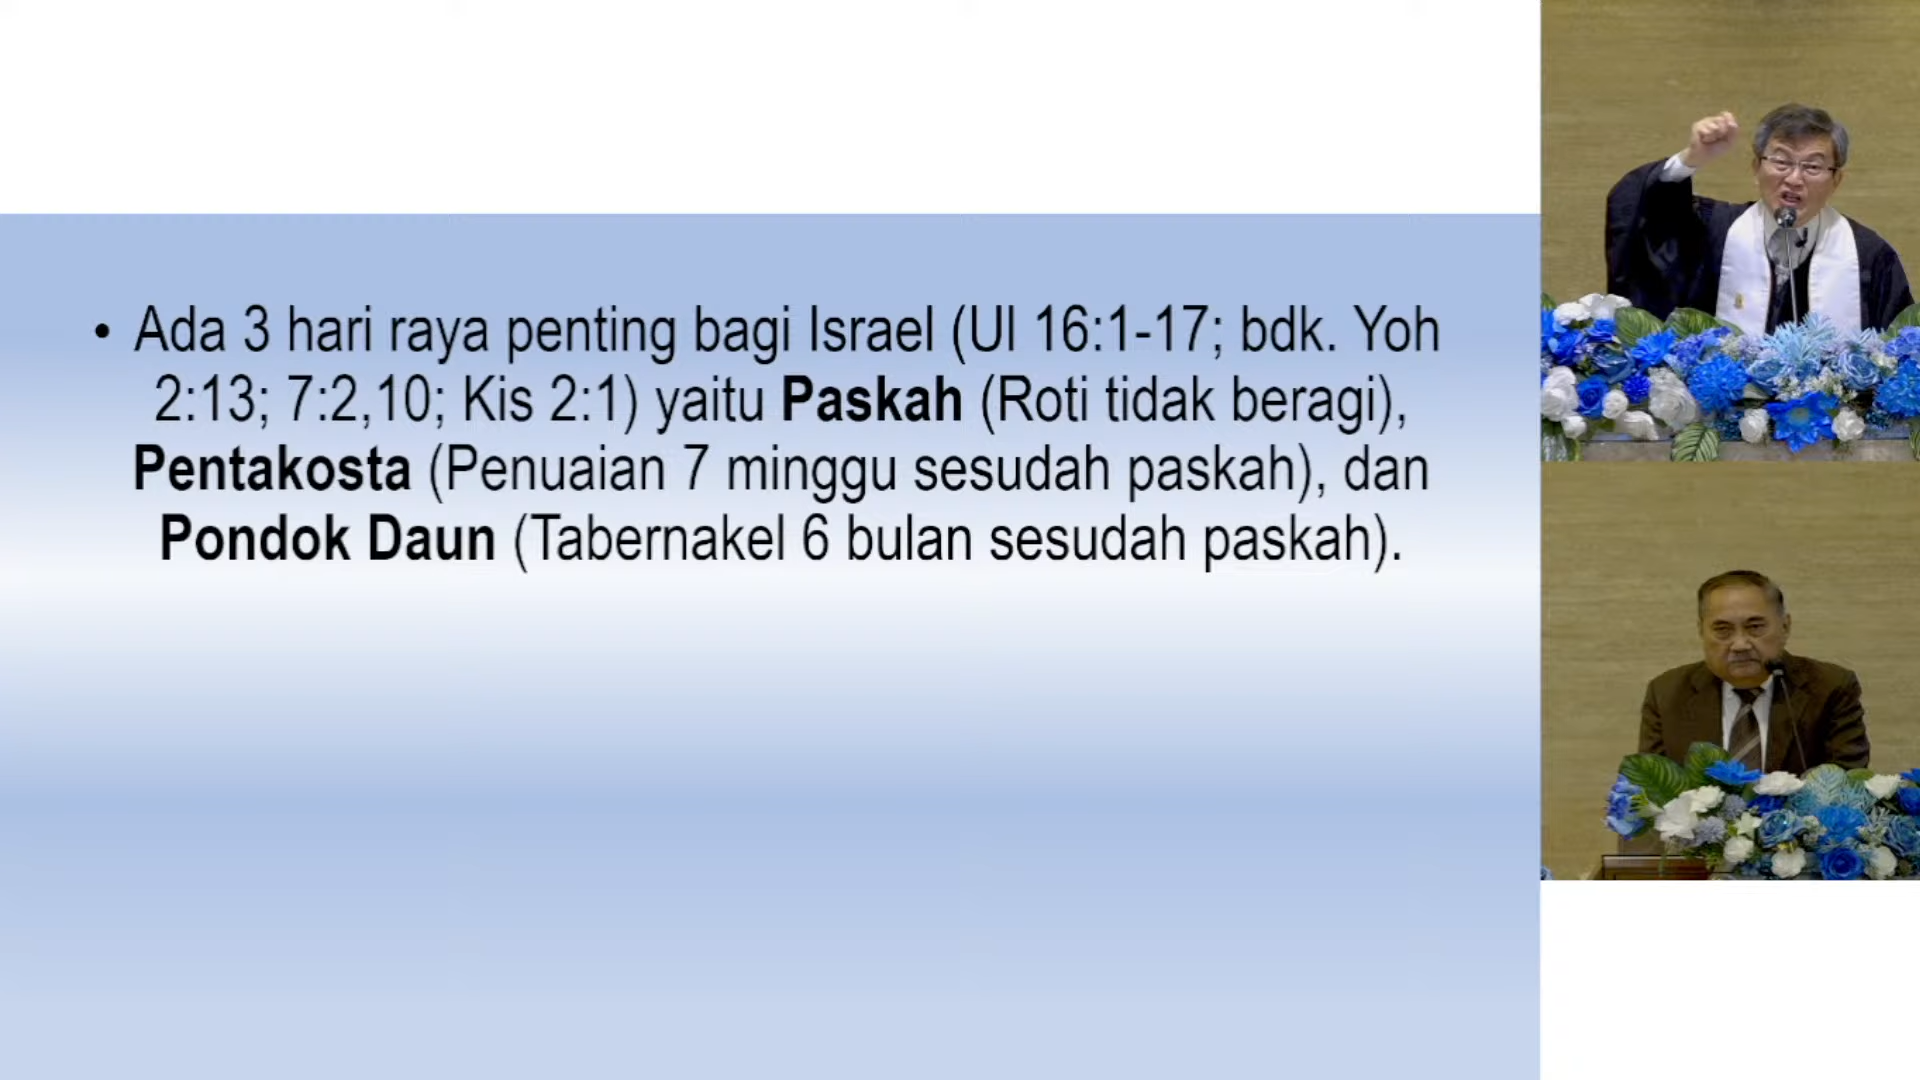 • Ada 3 hari raya penting bagi Israel (Ul 16:1-17; bdk. Yoh
2:13; 7:2,10; Kis 2:1) yaitu Paskah (Roti tidak beragi),
Pentakosta (Penuaian 7 minggu sesudah paskah), dan
Pondok Daun (Tabernakel 6 bulan sesudah paskah).